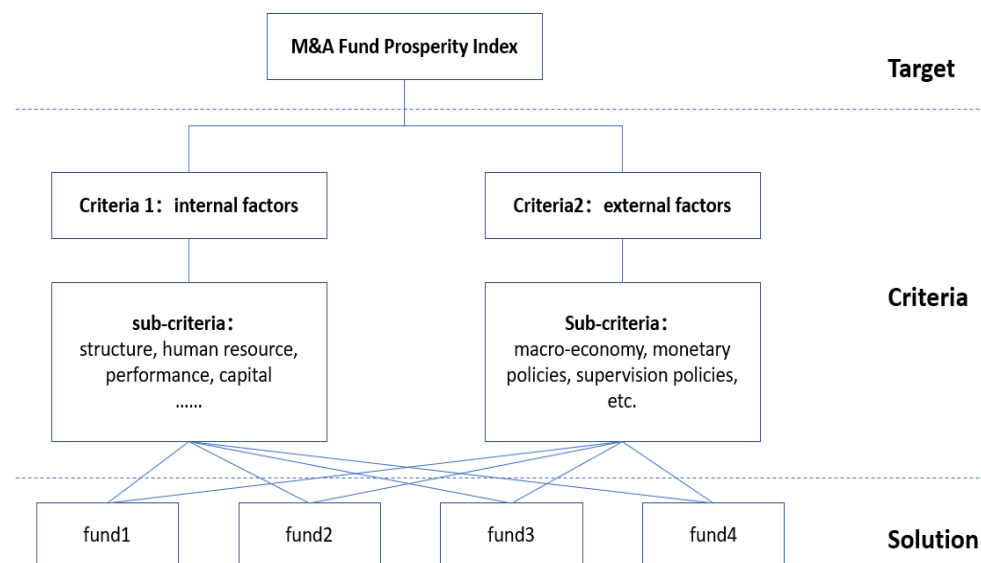 M&A Fund Prosperity Index
Target
Criteria 1：internal factors
Criteria2：external factors
Criteria
sub-criteria：
structure, human resource,
performance, capital
......
Sub-criteria：
macro-economy, monetary
policies, supervision policies,
etc.
fund1
fund2
fund3
fund4
Solution